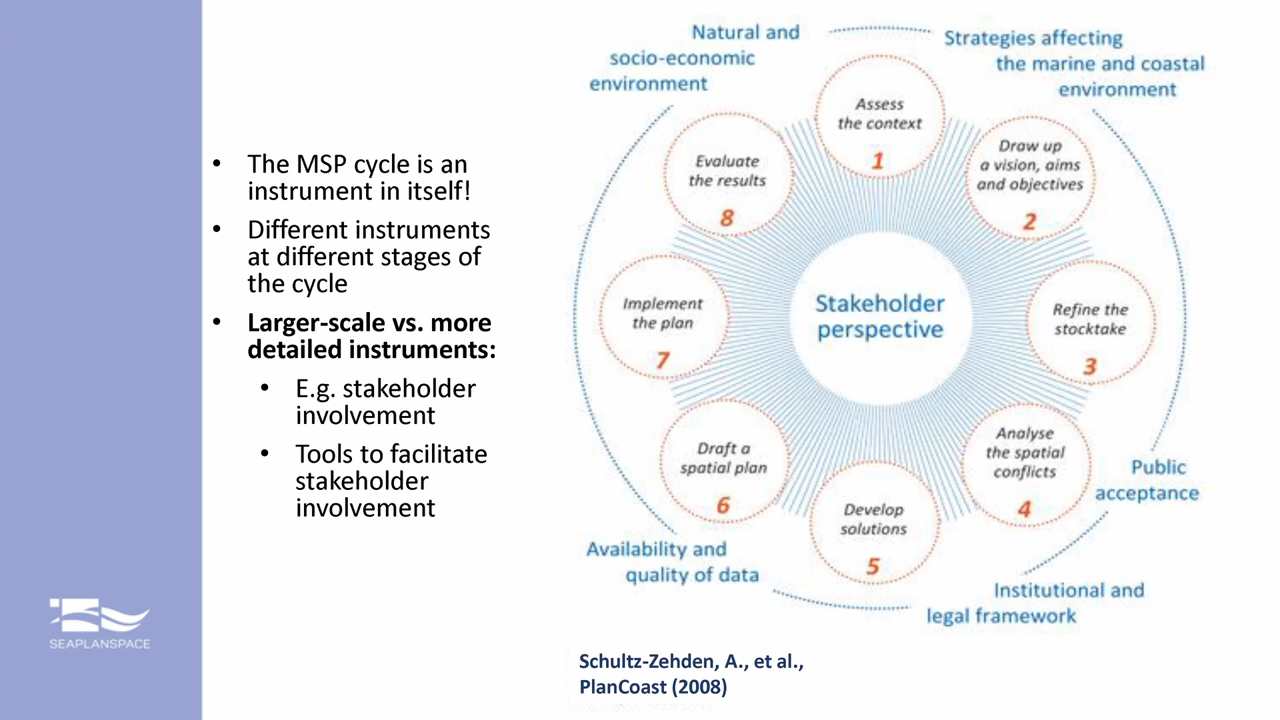 • The MSP cycle is an
instrument in itself!
• Different instruments
at different stages of
the cycle
• Larger-scale vs. more
detailed instruments:
• E.g. stakeholder
involvement
• Tools to facilitate
stakeholder
involvement
SEAPLANSPACE
Natural and
socio-economic
environment
Strategies affecting
the marine and coastal
environment
Assess
the context
1
Draw up
a vision, aims
and objectives
2
Refine the
stocktake
3
Analyse
the spatial
conflicts
4
Develop
solutions
5
Draft a
spatial plan
6
Implement
the plan
7
Evaluate
the results
8
Stakeholder
perspective
Public
acceptance
Institutional and
legal framework
Availability and
quality of data
Schultz-Zehden, A., et al.,
PlanCoast (2008)